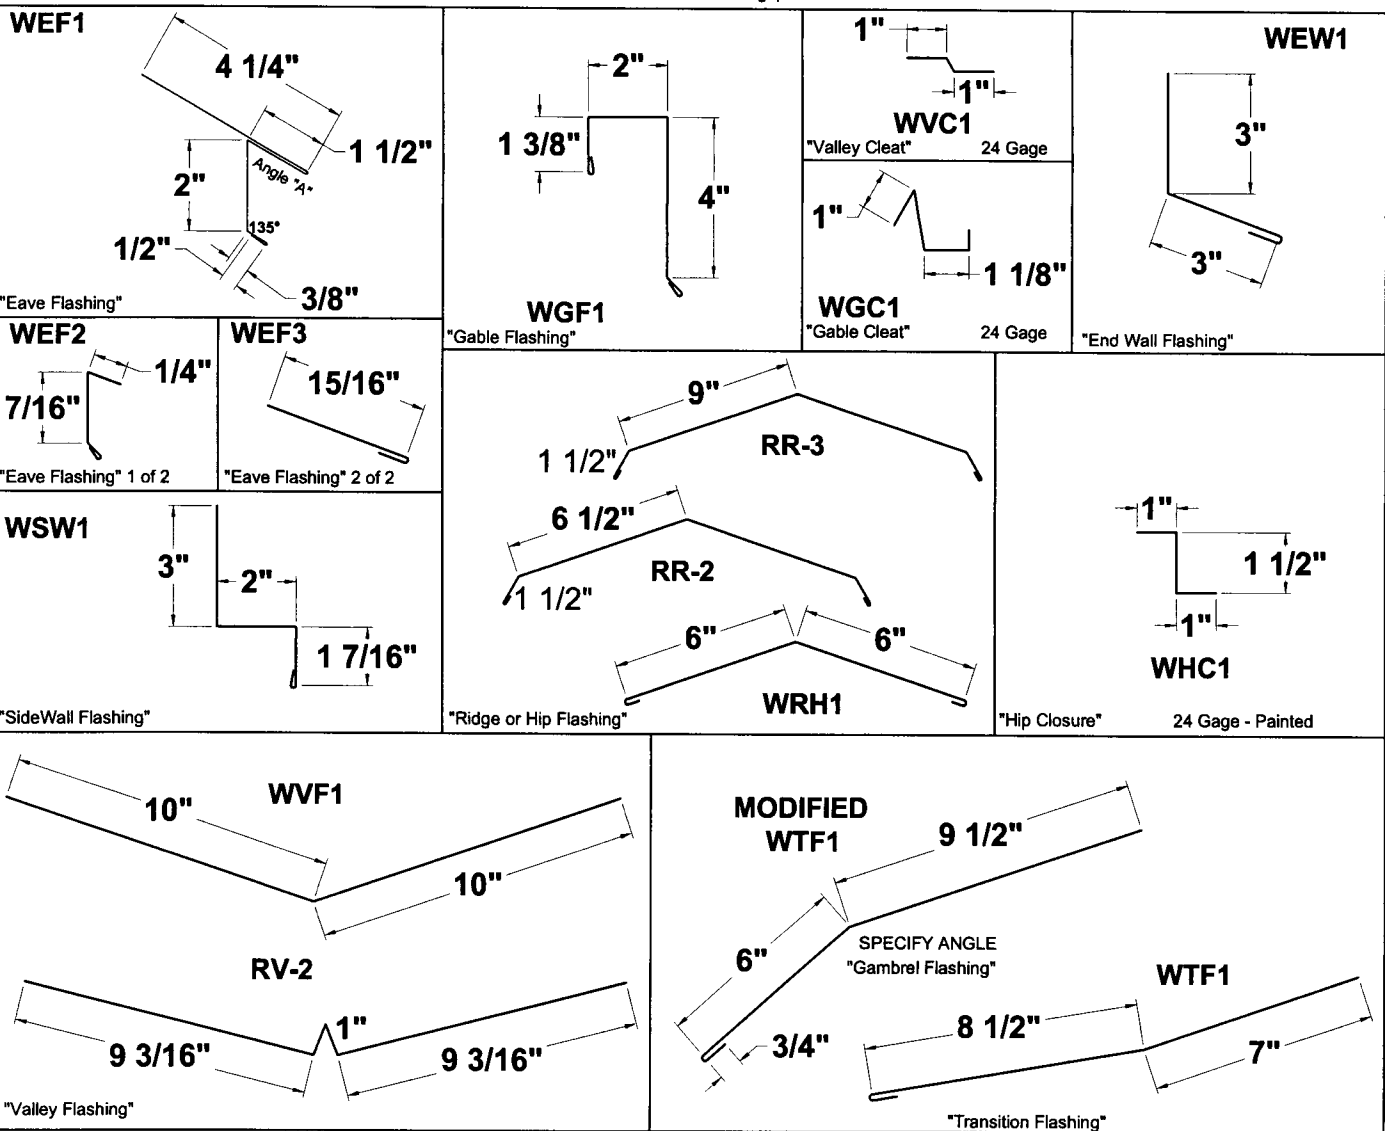 WEF1
4 1/4"
1 1/2"
2"
Angle "A"
135°
1/2"
3/8"
"Eave Flashing"
2"
1 3/8"
4"
WGF1
"Gable Flashing"
1"
1"
WVC1
"Valley Cleat" 24 Gage
1"
1 1/8"
WGC1
"Gable Cleat" 24 Gage
WEW1
3"
3"
"End Wall Flashing"
WEF2
1/4"
7/16"
"Eave Flashing" 1 of 2
WEF3
15/16"
"Eave Flashing" 2 of 2
WSW1
3"
2"
1 7/16"
"SideWall Flashing"
9"
RR-3
1 1/2"
6 1/2"
RR-2
1 1/2"
6"
6"
WRH1
"Ridge or Hip Flashing"
1"
1 1/2"
1"
WHC1
"Hip Closure" 24 Gage - Painted
WVF1
10"
10"
RV-2
1"
9 3/16"
9 3/16"
"Valley Flashing"
MODIFIED
WTF1
9 1/2"
6"
SPECIFY ANGLE
"Gambrel Flashing"
3/4"
WTF1
8 1/2"
7"
"Transition Flashing"